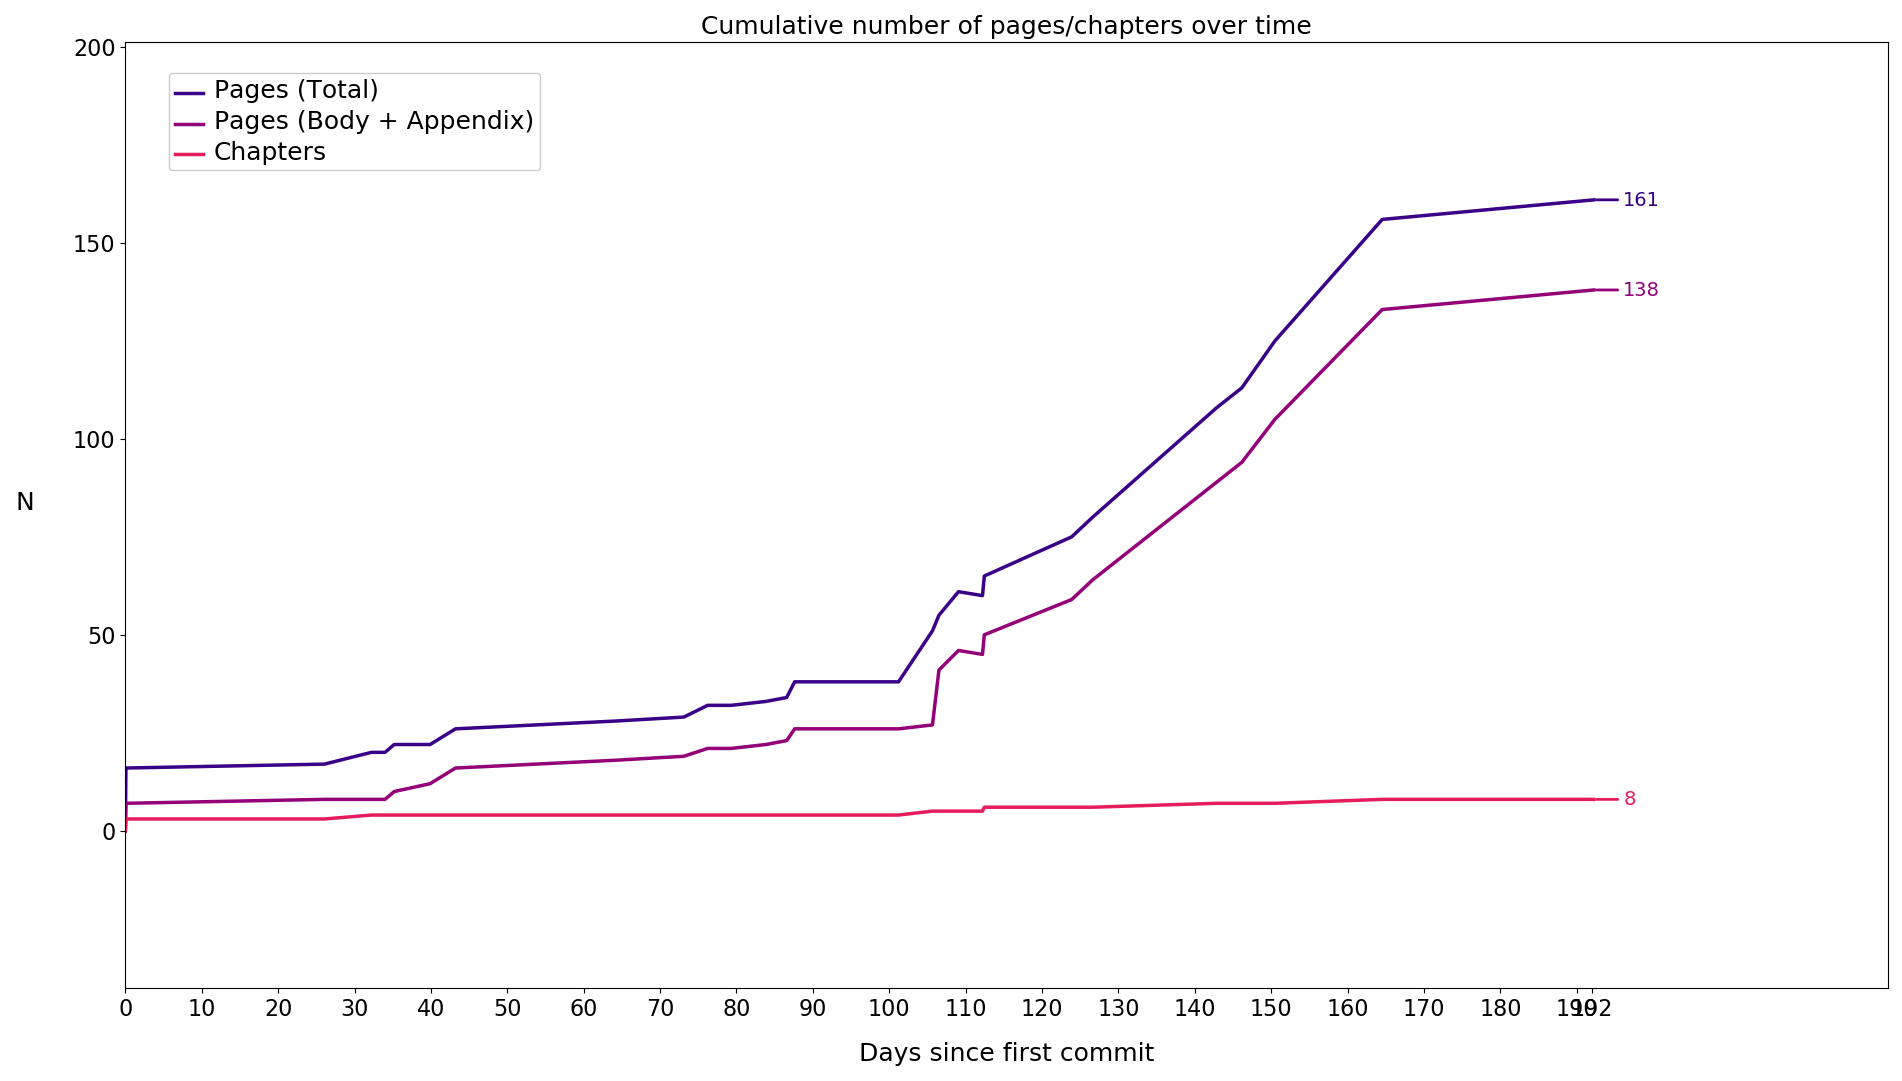 Cumulative number of pages/chapters over time
200
150
100
50
0
N
Pages (Total)
Pages (Body + Appendix)
Chapters
161
138
8
0 10 20 30 40 50 60 70 80 90 100 110 120 130 140 150 160 170 180 190 192
Days since first commit